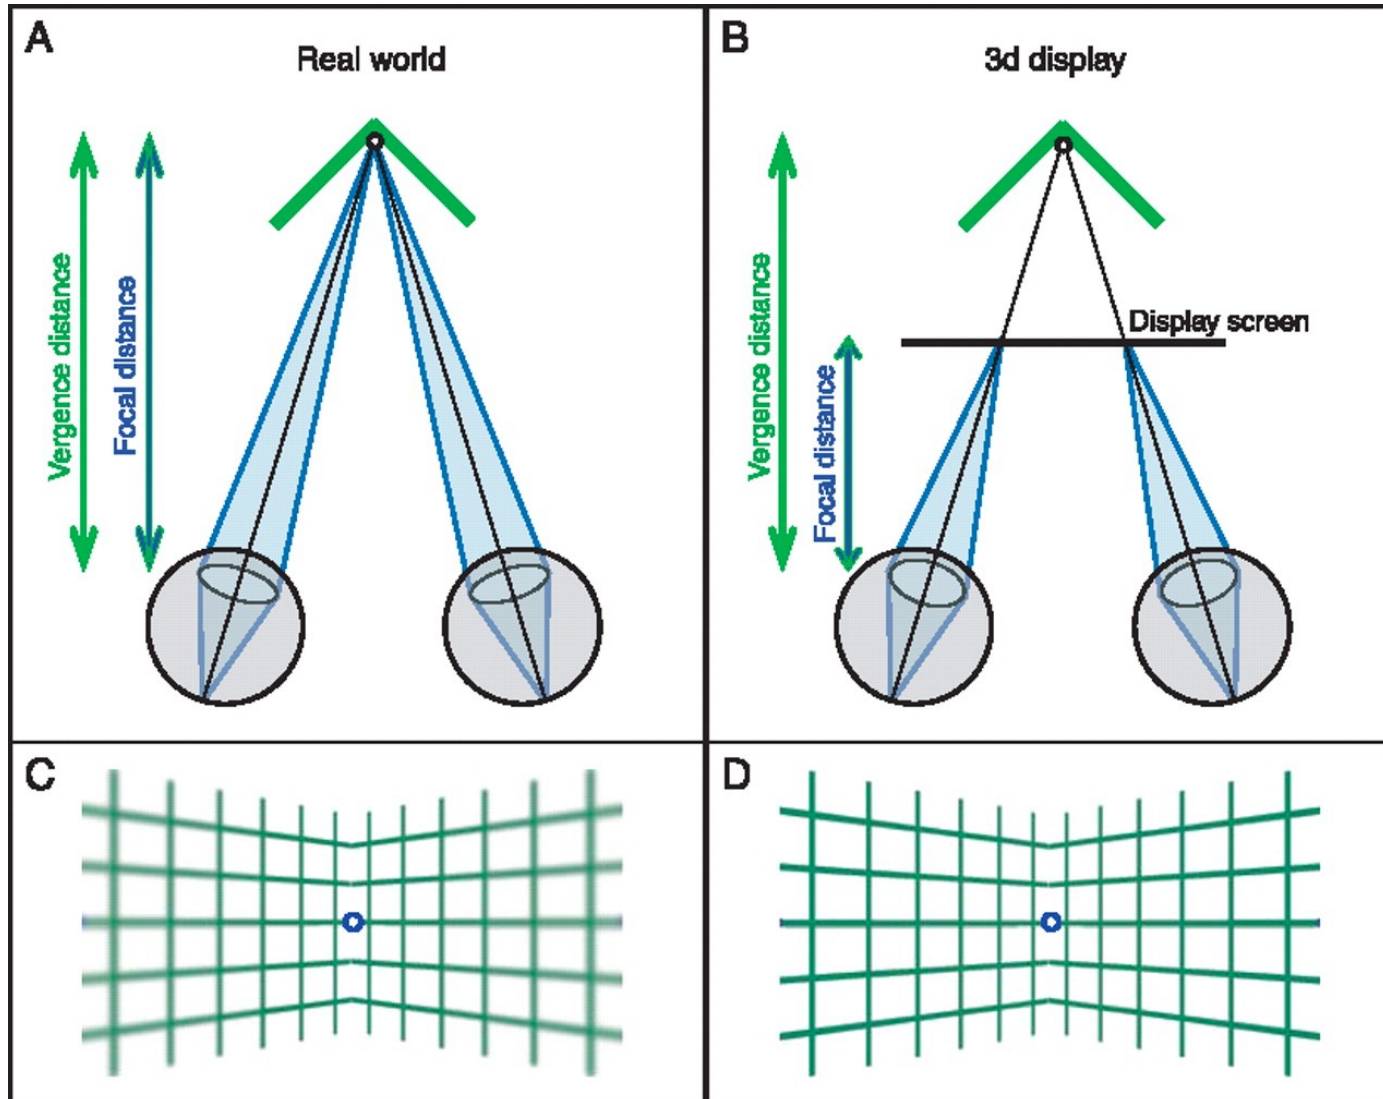 A
Real world
Vergence distance
Focal distance
B
3d display
Vergence distance
Focal distance
Display screen
C
D